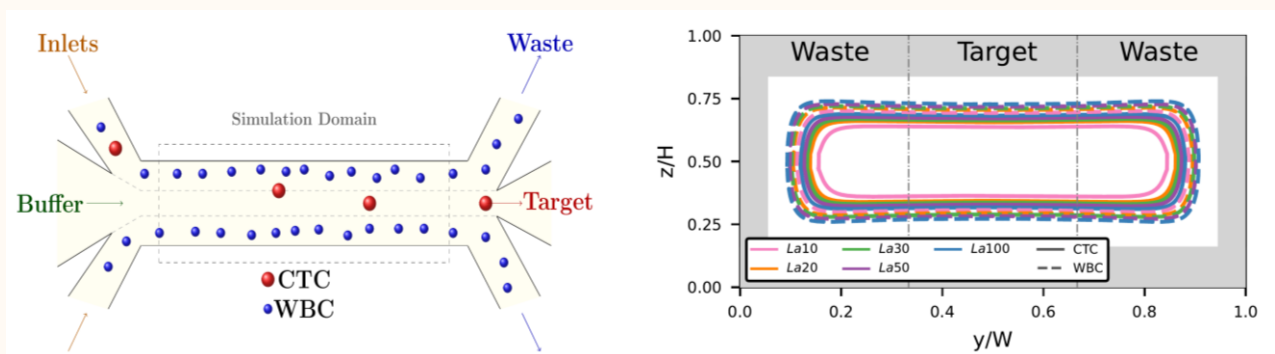 Inlets
Waste
Simulation Domain
Buffer
Target
CTC
WBC
Waste Target Waste
1.00
0.75
0.50
0.25
0.00
z/H
La10 La30 La100 CTC
La20 La50 WBC
0.0 0.2 0.4 0.6 0.8 1.0
y/W